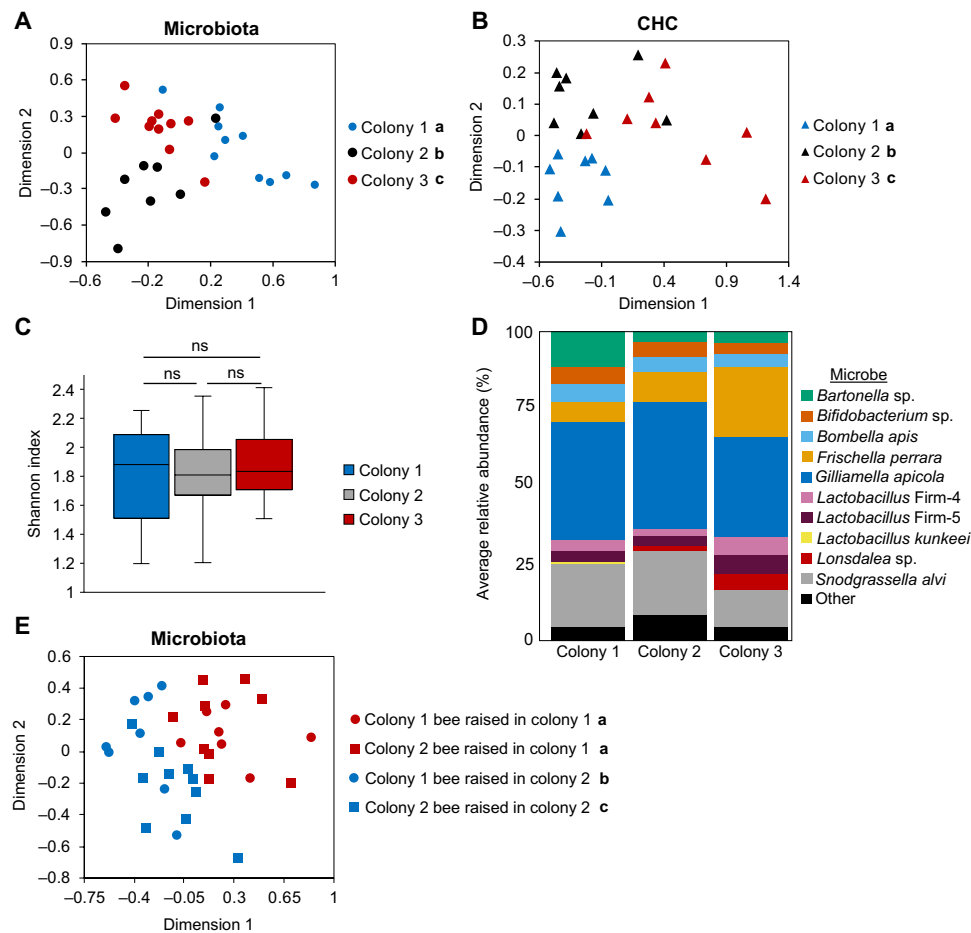 A
Microbiota
0.9
0.6
0.3
0
–0.3
–0.6
–0.9
–0.6
–0.2
0.2
0.6
1
Dimension 2
Dimension 1
Colony 1 a
Colony 2 b
Colony 3 c
B
CHC
0.3
0.2
0.1
0
–0.1
–0.2
–0.3
–0.4
–0.6
–0.1
0.4
0.9
1.4
Dimension 2
Dimension 1
Colony 1 a
Colony 2 b
Colony 3 c
C
ns
ns
ns
2.4
2.2
2
1.8
1.6
1.4
1.2
1
Shannon index
Colony 1
Colony 2
Colony 3
D
100
75
50
25
0
Average relative abundance (%)
Colony 1
Colony 2
Colony 3
Microbe
Bartonella sp.
Bifidobacterium sp.
Bombella apis
Frischella perrara
Gilliamella apicola
Lactobacillus Firm-4
Lactobacillus Firm-5
Lactobacillus kunkeei
Lonsdalea sp.
Snodgrassella alvi
Other
E
Microbiota
0.6
0.4
0.2
0
–0.2
–0.4
–0.6
–0.8
–0.75
–0.4
–0.05
0.3
0.65
1
Dimension 2
Dimension 1
Colony 1 bee raised in colony 1 a
Colony 2 bee raised in colony 1 a
Colony 1 bee raised in colony 2 b
Colony 2 bee raised in colony 2 c